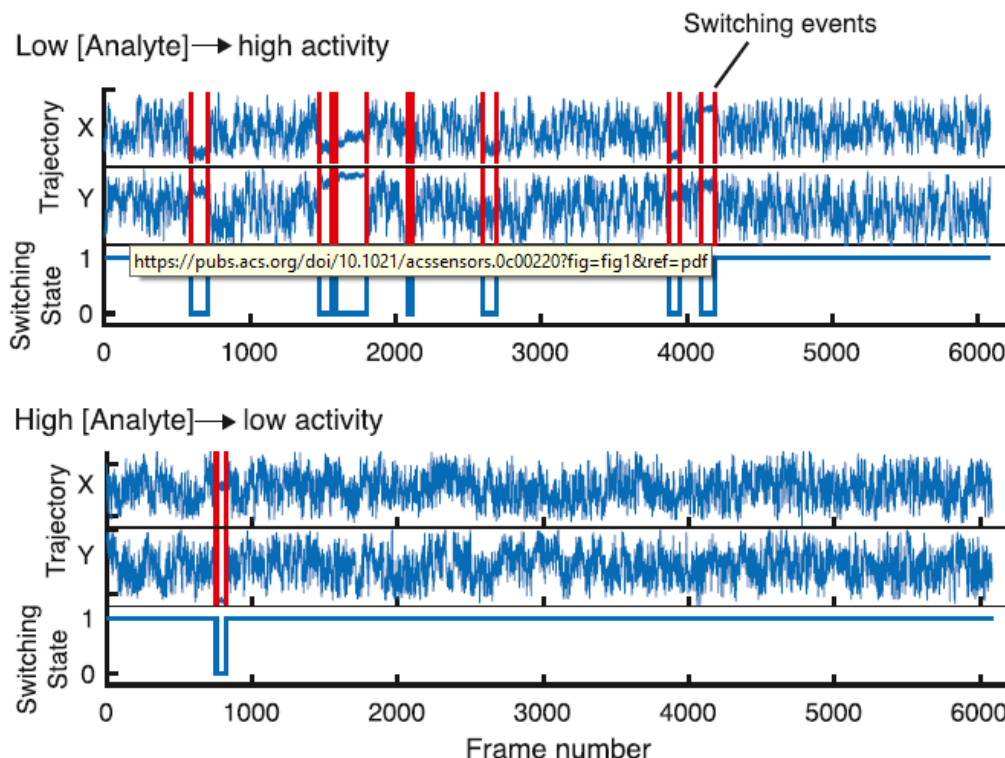 Switching events
Low [Analyte]→ high activity
X
Trajectory
Y
Switching
State
1
0
https://pubs.acs.org/doi/10.1021/acssensors.0c00220?fig=fig1&ref=pdf
0 1000 2000 3000 4000 5000 6000
High [Analyte]→ low activity
X
Trajectory
Y
Switching
State
1
0
0 1000 2000 3000 4000 5000 6000
Frame number